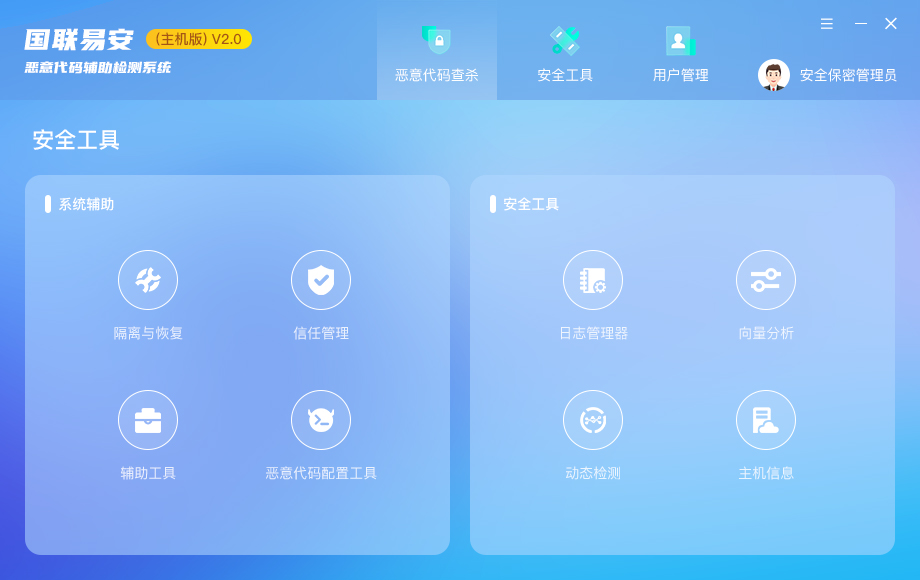 国联易安 (主机版) V2.0
恶意代码辅助检测系统
恶意代码查杀 安全工具 用户管理 安全保密管理员
安全工具
系统辅助
隔离与恢复 信任管理
辅助工具 恶意代码配置工具
安全工具
日志管理器 向量分析
动态检测 主机信息